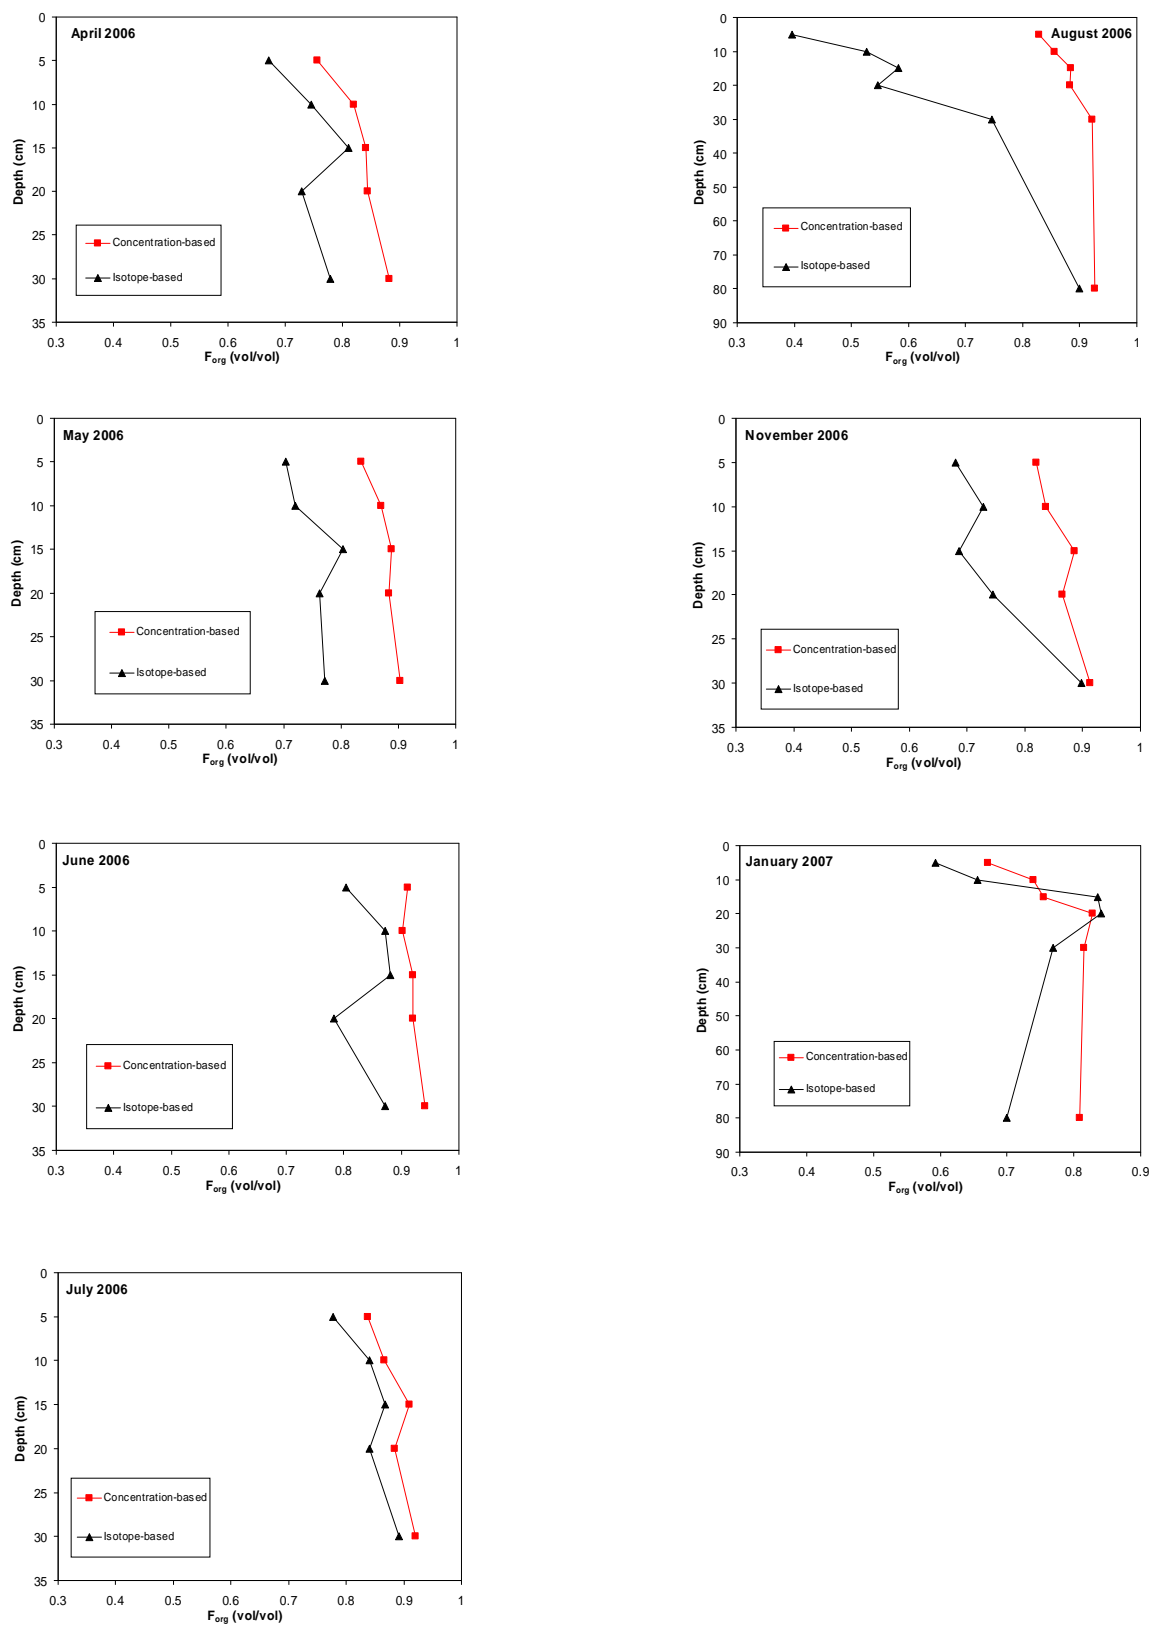 April 2006
0
5
10
15
20
25
30
35
Depth (cm)
Concentration-based
Isotope-based
0.3 0.4 0.5 0.6 0.7 0.8 0.9 1
Forg (vol/vol)
August 2006
0
10
20
30
40
50
60
70
80
90
Depth (cm)
Concentration-based
Isotope-based
0.3 0.4 0.5 0.6 0.7 0.8 0.9 1
Forg (vol/vol)
May 2006
0
5
10
15
20
25
30
35
Depth (cm)
Concentration-based
Isotope-based
0.3 0.4 0.5 0.6 0.7 0.8 0.9 1
Forg (vol/vol)
November 2006
0
5
10
15
20
25
30
35
Depth (cm)
Concentration-based
Isotope-based
0.3 0.4 0.5 0.6 0.7 0.8 0.9 1
Forg (vol/vol)
June 2006
0
5
10
15
20
25
30
35
Depth (cm)
Concentration-based
Isotope-based
0.3 0.4 0.5 0.6 0.7 0.8 0.9 1
Forg (vol/vol)
January 2007
0
10
20
30
40
50
60
70
80
90
Depth (cm)
Concentration-based
Isotope-based
0.3 0.4 0.5 0.6 0.7 0.8 0.9
Forg (vol/vol)
July 2006
0
5
10
15
20
25
30
35
Depth (cm)
Concentration-based
Isotope-based
0.3 0.4 0.5 0.6 0.7 0.8 0.9 1
Forg (vol/vol)